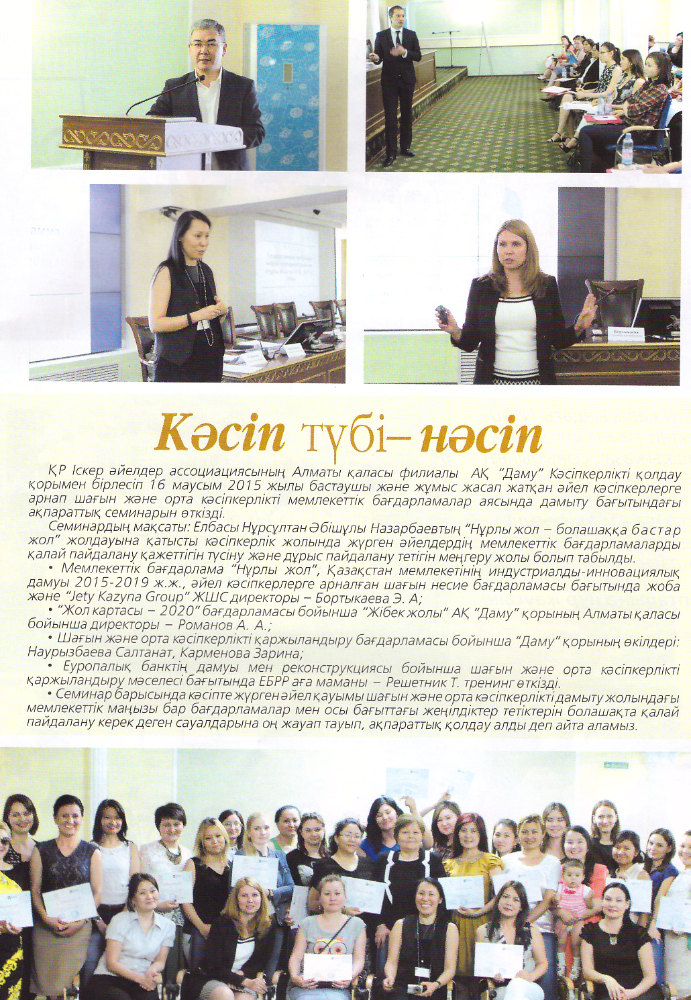 Бортыкаева
Кәсіп түбі– нәсіп
ҚР Іскер әйелдер ассоциациясының Алматы қаласы филиалы АҚ “Даму” Кәсіпкерлікті қолдау
қорымен бірлесіп 16 маусым 2015 жылы бастаушы және жұмыс жасап жатқан әйел кәсіпкерлерге
арнап шағын және орта кәсіпкерлікті мемлекеттік бағдарламалар аясында дамыту бағытындағы
ақпараттық семинарын өткізді.
Семинардың мақсаты: Елбасы Нұрсұлтан Әбішұлы Назарбаевтың “Нұрлы жол – болашаққа бастар
жол” жолдауына қатысты кәсіпкерлік жолында жүрген әйелдердің мемлекеттік бағдарламаларды
қалай пайдалану қажеттігін түсіну және дұрыс пайдалану тетігін меңгеру жолы болып табылды.
• Мемлекеттік бағдарлама “Нұрлы жол”, Қазақстан мемлекетінің индустриалды-инновациялық
дамуы 2015-2019 ж.ж., әйел кәсіпкерлерге арналған шағын несие бағдарламасы бағытында жоба
және “Jety Kazyna Group” ЖШС директоры – Бортыкаева Э. А;
• “Жол картасы – 2020” бағдарламасы бойынша “Жібек жолы” АҚ “Даму” қорының Алматы қаласы
бойынша директоры – Романов А. А.;
• Шағын және орта кәсіпкерлікті қаржыландыру бағдарламасы бойынша “Даму” қорының өкілдері:
Наурызбаева Салтанат, Карменова Зарина;
• Еуропалық банктің дамуы мен реконструкциясы бойынша шағын және орта кәсіпкерлікті
қаржыландыру мәселесі бағытында ЕБРР аға маманы – Решетник Т. тренинг өткізді.
• Семинар барысында кәсіпте жүрген әйел қауымы шағын және орта кәсіпкерлікті дамыту жолындағы
мемлекеттік маңызы бар бағдарламалар мен осы бағыттағы жеңілдіктер тетіктерін болашақта қалай
пайдалану керек деген сауалдарына оң жауап тауып, ақпараттық қолдау алды деп айта аламыз.